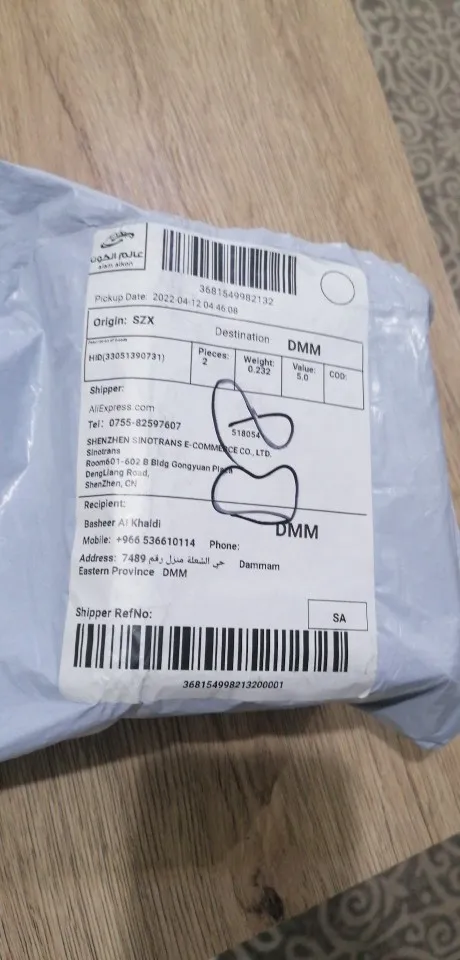 عالم الكون
alam alkon
3681549982132
Pickup Date: 2022-04-12 04:46:08
Origin: SZX
Destination DMM
HID(33051390731)
Pieces: 2
Weight: 0.232
Value: 5.0
COD:
Shipper:
AliExpress.com
Tel: 0755-82597607
518054
SHENZHEN SINOTRANS E-COMMERCE CO., LTD.
Sinotrans
Room601-602 B Bldg Gongyuan Plaza
DengLiang Road,
ShenZhen, CN
Recipient:
DMM
Basheer Al Khaldi
Mobile: +966 536610114 Phone:
Address: 7489 حي الشعلة منزل رقم Dammam
Eastern Province DMM
Shipper RefNo:
SA
368154998213200001